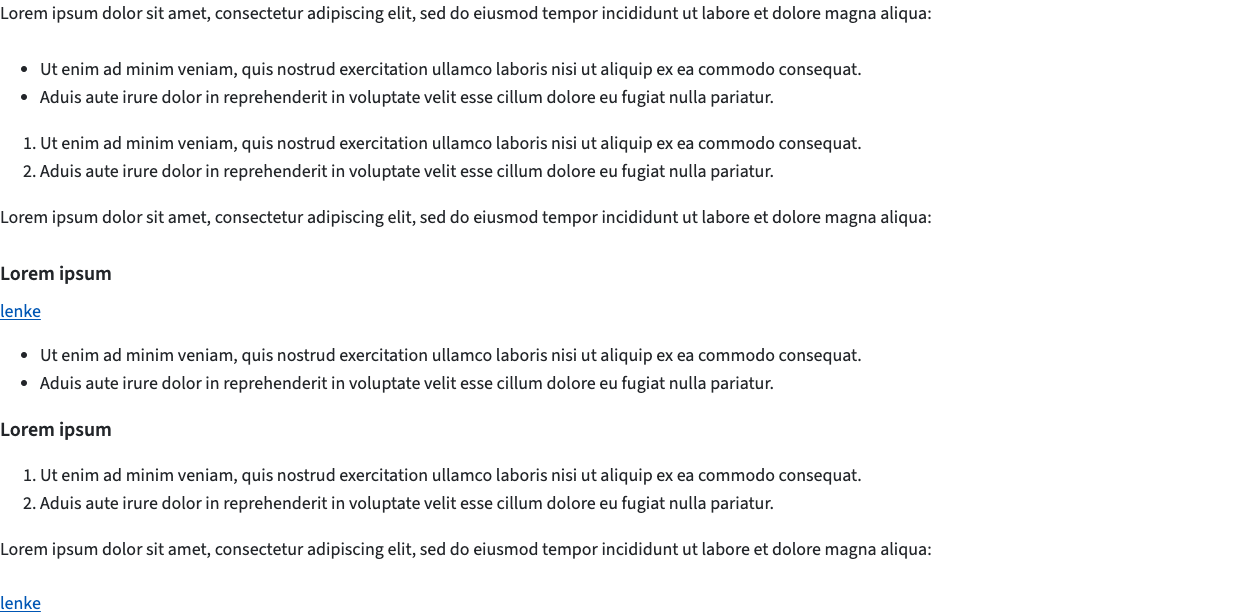 Lorem ipsum dolor sit amet, consectetur adipiscing elit, sed do eiusmod tempor incididunt ut labore et dolore magna aliqua:
• Ut enim ad minim veniam, quis nostrud exercitation ullamco laboris nisi ut aliquip ex ea commodo consequat.
• Aduis aute irure dolor in reprehenderit in voluptate velit esse cillum dolore eu fugiat nulla pariatur.
1. Ut enim ad minim veniam, quis nostrud exercitation ullamco laboris nisi ut aliquip ex ea commodo consequat.
2. Aduis aute irure dolor in reprehenderit in voluptate velit esse cillum dolore eu fugiat nulla pariatur.
Lorem ipsum dolor sit amet, consectetur adipiscing elit, sed do eiusmod tempor incididunt ut labore et dolore magna aliqua:
Lorem ipsum
lenke
• Ut enim ad minim veniam, quis nostrud exercitation ullamco laboris nisi ut aliquip ex ea commodo consequat.
• Aduis aute irure dolor in reprehenderit in voluptate velit esse cillum dolore eu fugiat nulla pariatur.
Lorem ipsum
1. Ut enim ad minim veniam, quis nostrud exercitation ullamco laboris nisi ut aliquip ex ea commodo consequat.
2. Aduis aute irure dolor in reprehenderit in voluptate velit esse cillum dolore eu fugiat nulla pariatur.
Lorem ipsum dolor sit amet, consectetur adipiscing elit, sed do eiusmod tempor incididunt ut labore et dolore magna aliqua:
lenke